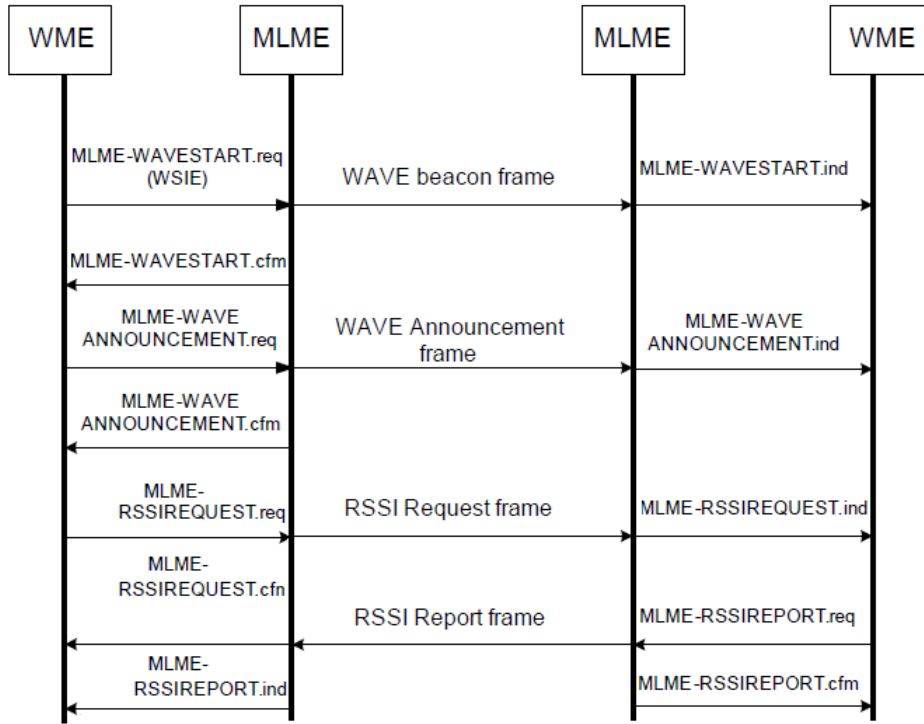 WME
MLME
MLME
WME
MLME-WAVESTART.req
(WSIE)
WAVE beacon frame
MLME-WAVESTART.ind
MLME-WAVESTART.cfm
MLME-WAVE
ANNOUNCEMENT.req
WAVE Announcement
frame
MLME-WAVE
ANNOUNCEMENT.ind
MLME-WAVE
ANNOUNCEMENT.cfm
MLME-
RSSIREQUEST.req
RSSI Request frame
MLME-RSSIREQUEST.ind
MLME-
RSSIREQUEST.cfn
RSSI Report frame
MLME-RSSIREPORT.req
MLME-
RSSIREPORT.ind
MLME-RSSIREPORT.cfm